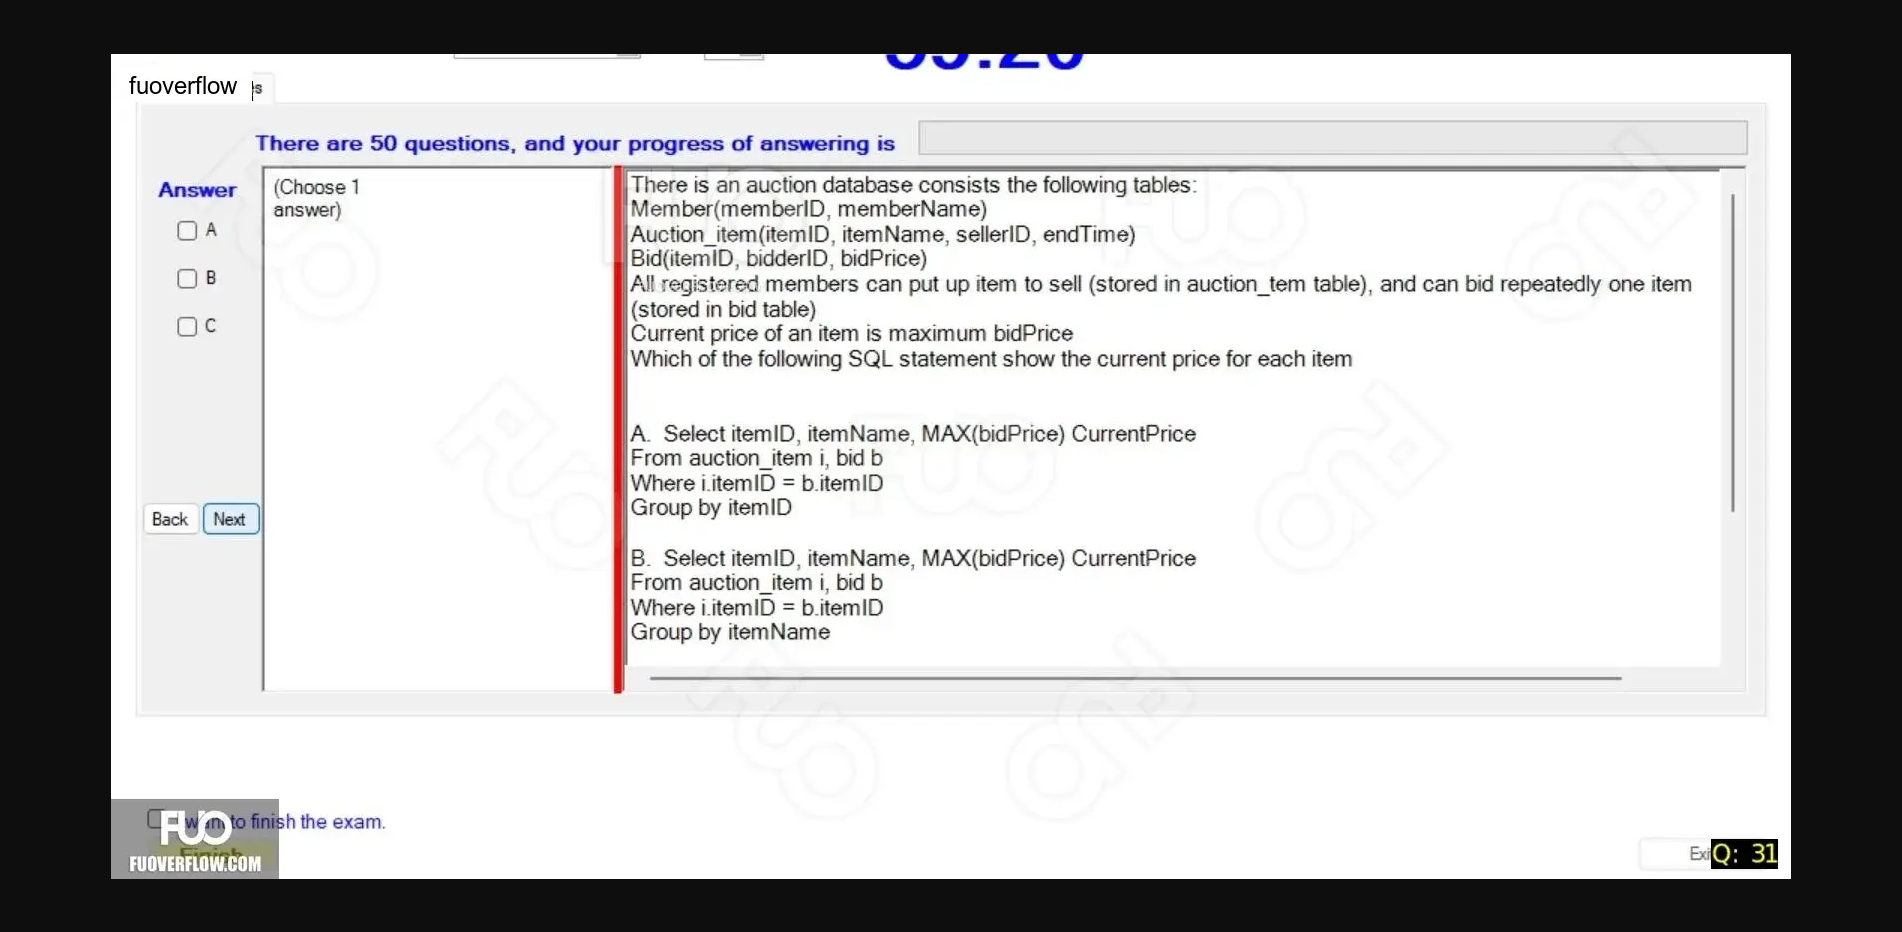 fuoverflow
There are 50 questions, and your progress of answering is
Answer
A
B
C
Back Next
(Choose 1
answer)
There is an auction database consists the following tables:
Member(memberID, memberName)
Auction_item(itemID, itemName, sellerID, endTime)
Bid(itemID, bidderID, bidPrice)
All registered members can put up item to sell (stored in auction_tem table), and can bid repeatedly one item
(stored in bid table)
Current price of an item is maximum bidPrice
Which of the following SQL statement show the current price for each item
A. Select itemID, itemName, MAX(bidPrice) CurrentPrice
From auction_item i, bid b
Where i.itemID = b.itemID
Group by itemID
B. Select itemID, itemName, MAX(bidPrice) CurrentPrice
From auction_item i, bid b
Where i.itemID = b.itemID
Group by itemName
FUO
want to finish the exam.
Finish
FUOVERFLOW.COM
Q: 31